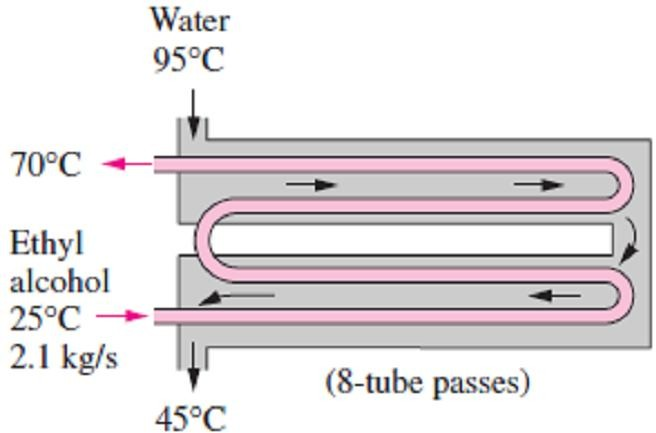 Water
95°C
70°C
Ethyl
alcohol
25°C
2.1 kg/s
(8-tube passes)
45°C